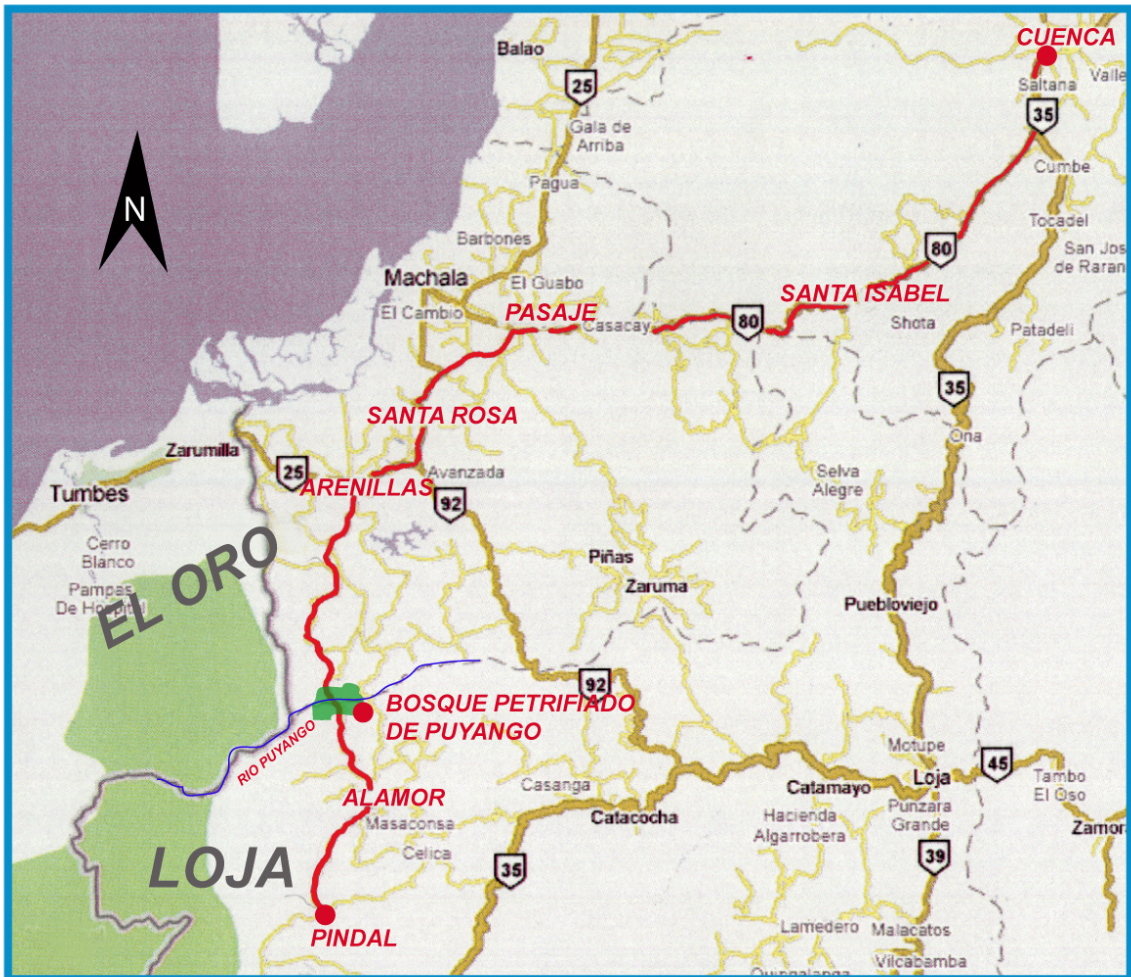 CUENCA
Balao
Saltana
Valle
25
35
Gala de
Arriba
Cumbe
N
Pagua
Tocadel
Barbones
80
San Jos
de Raran
Machala
El Guabo
SANTA ISABEL
El Cambio
PASAJE
Casacay
80
Shota
Patadeli
35
SANTA ROSA
Ona
Zarumilla
25
Avanzada
Selva
Alegre
Tumbes
ARENILLAS
92
Cerro
Blanco
EL ORO
Piñas
Zaruma
Pampas
De Hospital
Puebloviejo
92
BOSQUE PETRIFIADO
DE PUYANGO
RIO PUYANGO
Motupe
45
Loja
Tambo
El Oso
Casanga
Catamayo
ALAMOR
Punzara
Grande
Hacienda
Algarrobera
Masaconsa
Catacocha
Zamora
Celica
39
LOJA
35
PINDAL
Lamedero
Malacatos
Vilcabamba